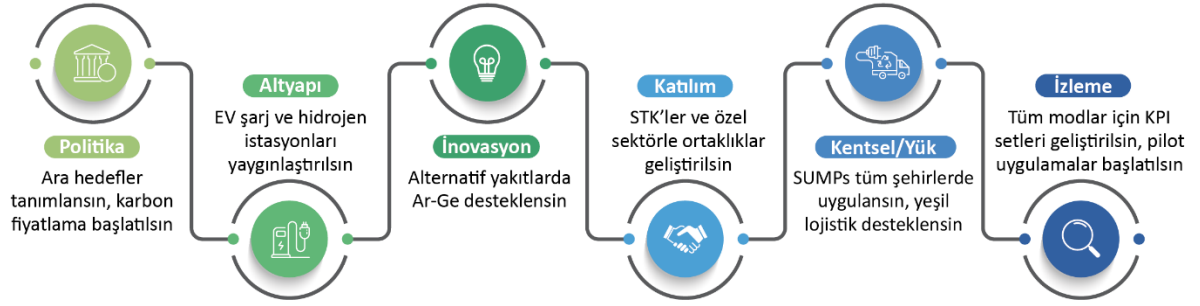 Politika
Ara hedefler
tanımlansın, karbon
fiyatlama başlatılsın
Altyapı
EV şarj ve hidrojen
istasyonları
yaygınlaştırılsın
İnovasyon
Alternatif yakıtlarda
Ar-Ge desteklensin
Katılım
STK’ler ve özel
sektörle ortaklıklar
geliştirilsin
Kentsel/Yük
SUMPs tüm şehirlerde
uygulansın, yeşil
lojistik desteklensin
İzleme
Tüm modlar için KPI
setleri geliştirilsin, pilot
uygulamalar başlatılsın